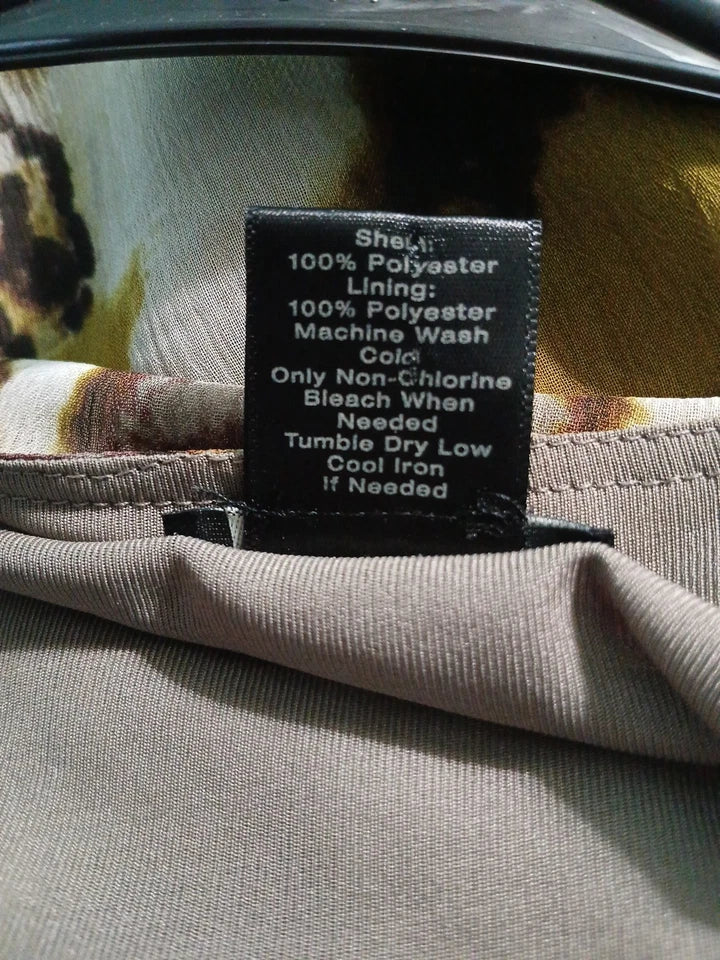 Shell:
100% Polyester
Lining:
100% Polyester
Machine Wash
Cold
Only Non-Chlorine
Bleach When
Needed
Tumble Dry Low
Cool Iron
If Needed